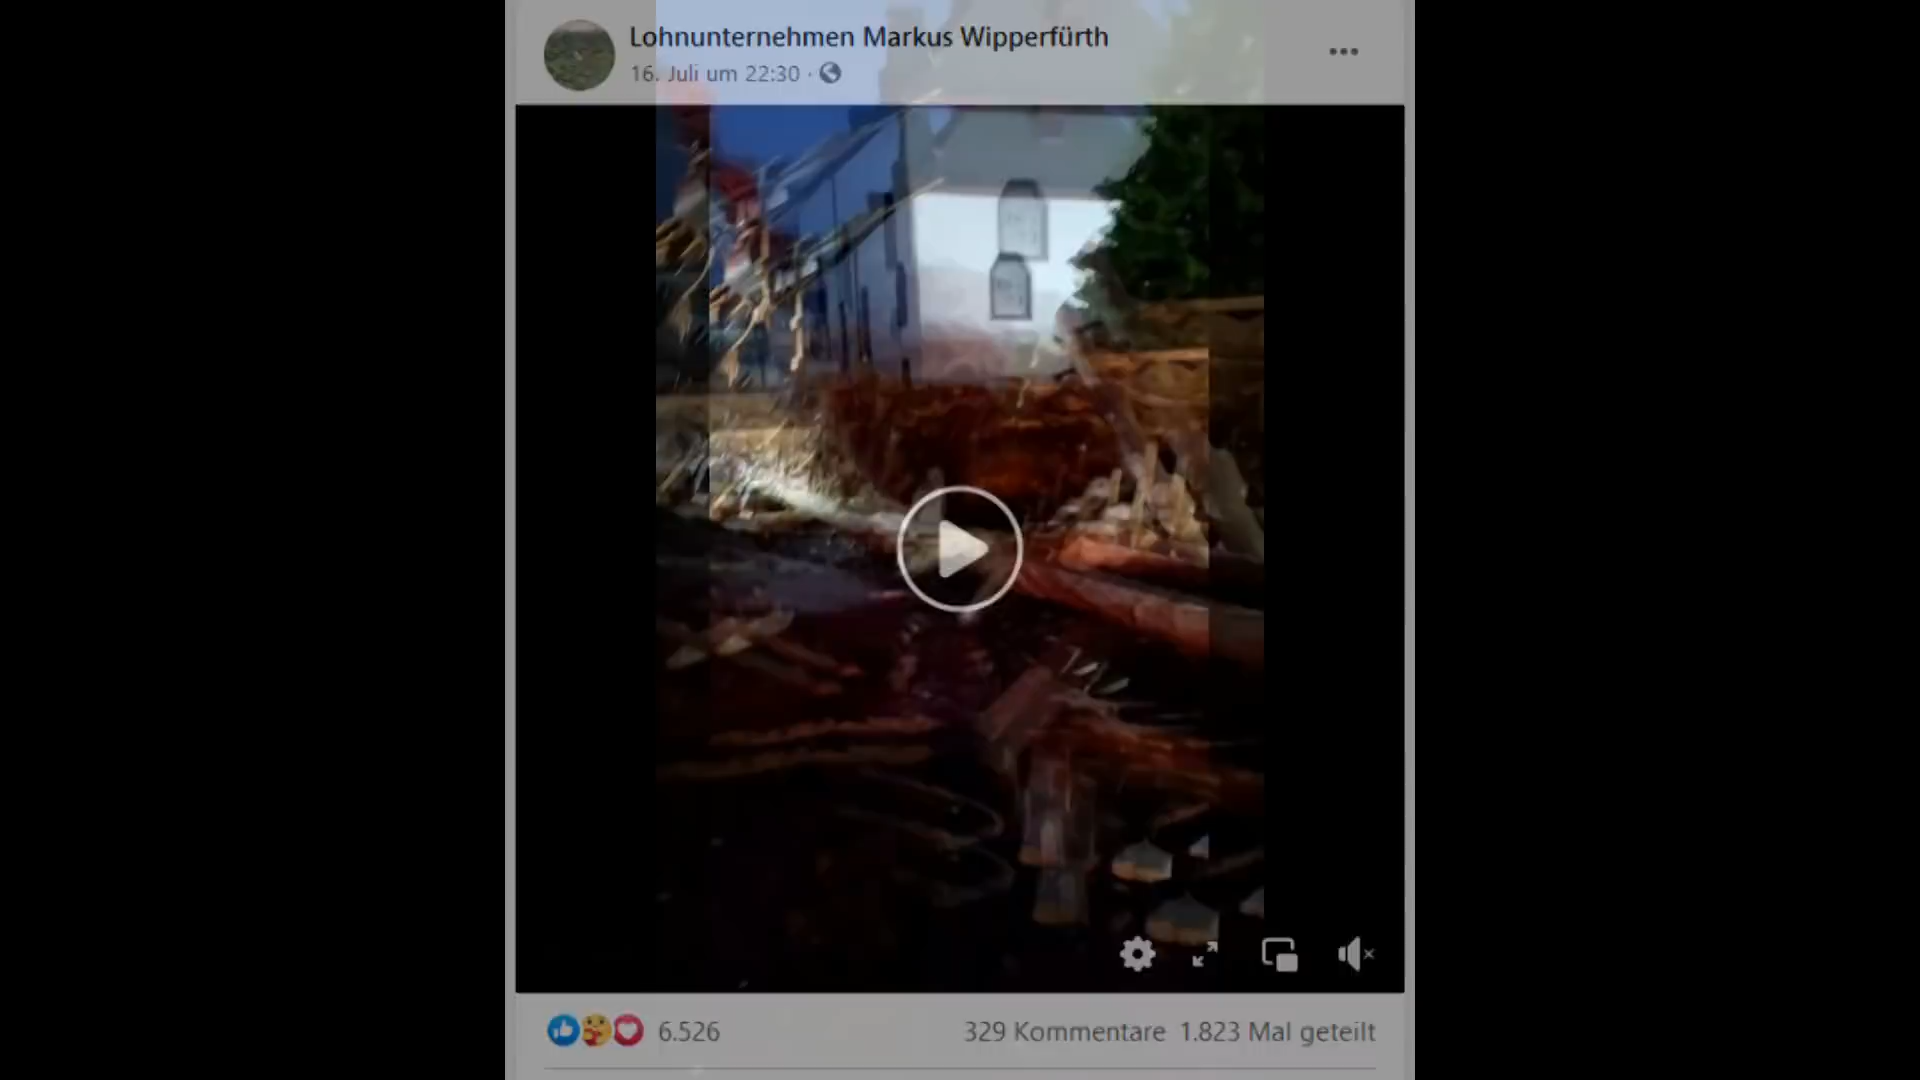 Lohnunternehmen Markus Wipperfürth
16. Juli um 22:30 ·
6.526
329 Kommentare 1.823 Mal geteilt